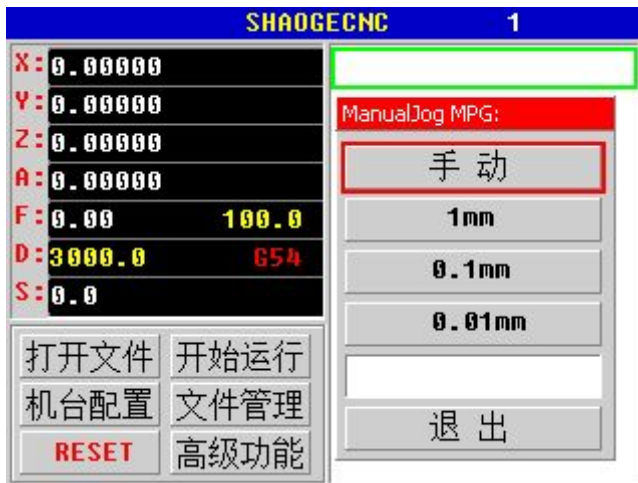 SHAOGECNC 1
X: 0.00000
Y: 0.00000
Z: 0.00000
A: 0.00000
F: 0.00 100.0
D: 3000.0 G54
S: 0.0
打开文件 开始运行
机台配置 文件管理
RESET 高级功能
ManualJog MPG:
手动
1mm
0.1mm
0.01mm
退出